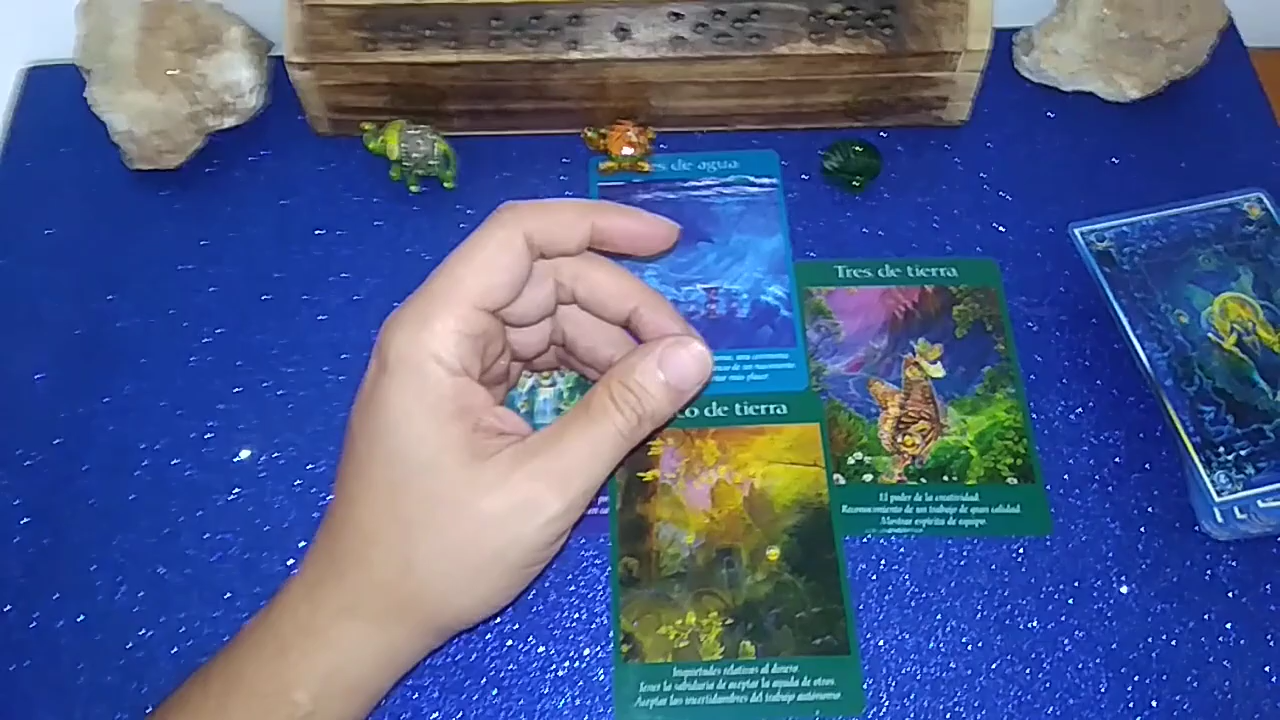 de agua
Tres de tierra
El poder de la creatividad.
Reconocimiento de un trabajo de gran calidad.
Mostrar espíritu de equipo.
de tierra
Inquietudes relativas al dinero.
Tener la sabiduría de aceptar la ayuda de otros.
Aceptar las incertidumbres del trabajo autónomo.